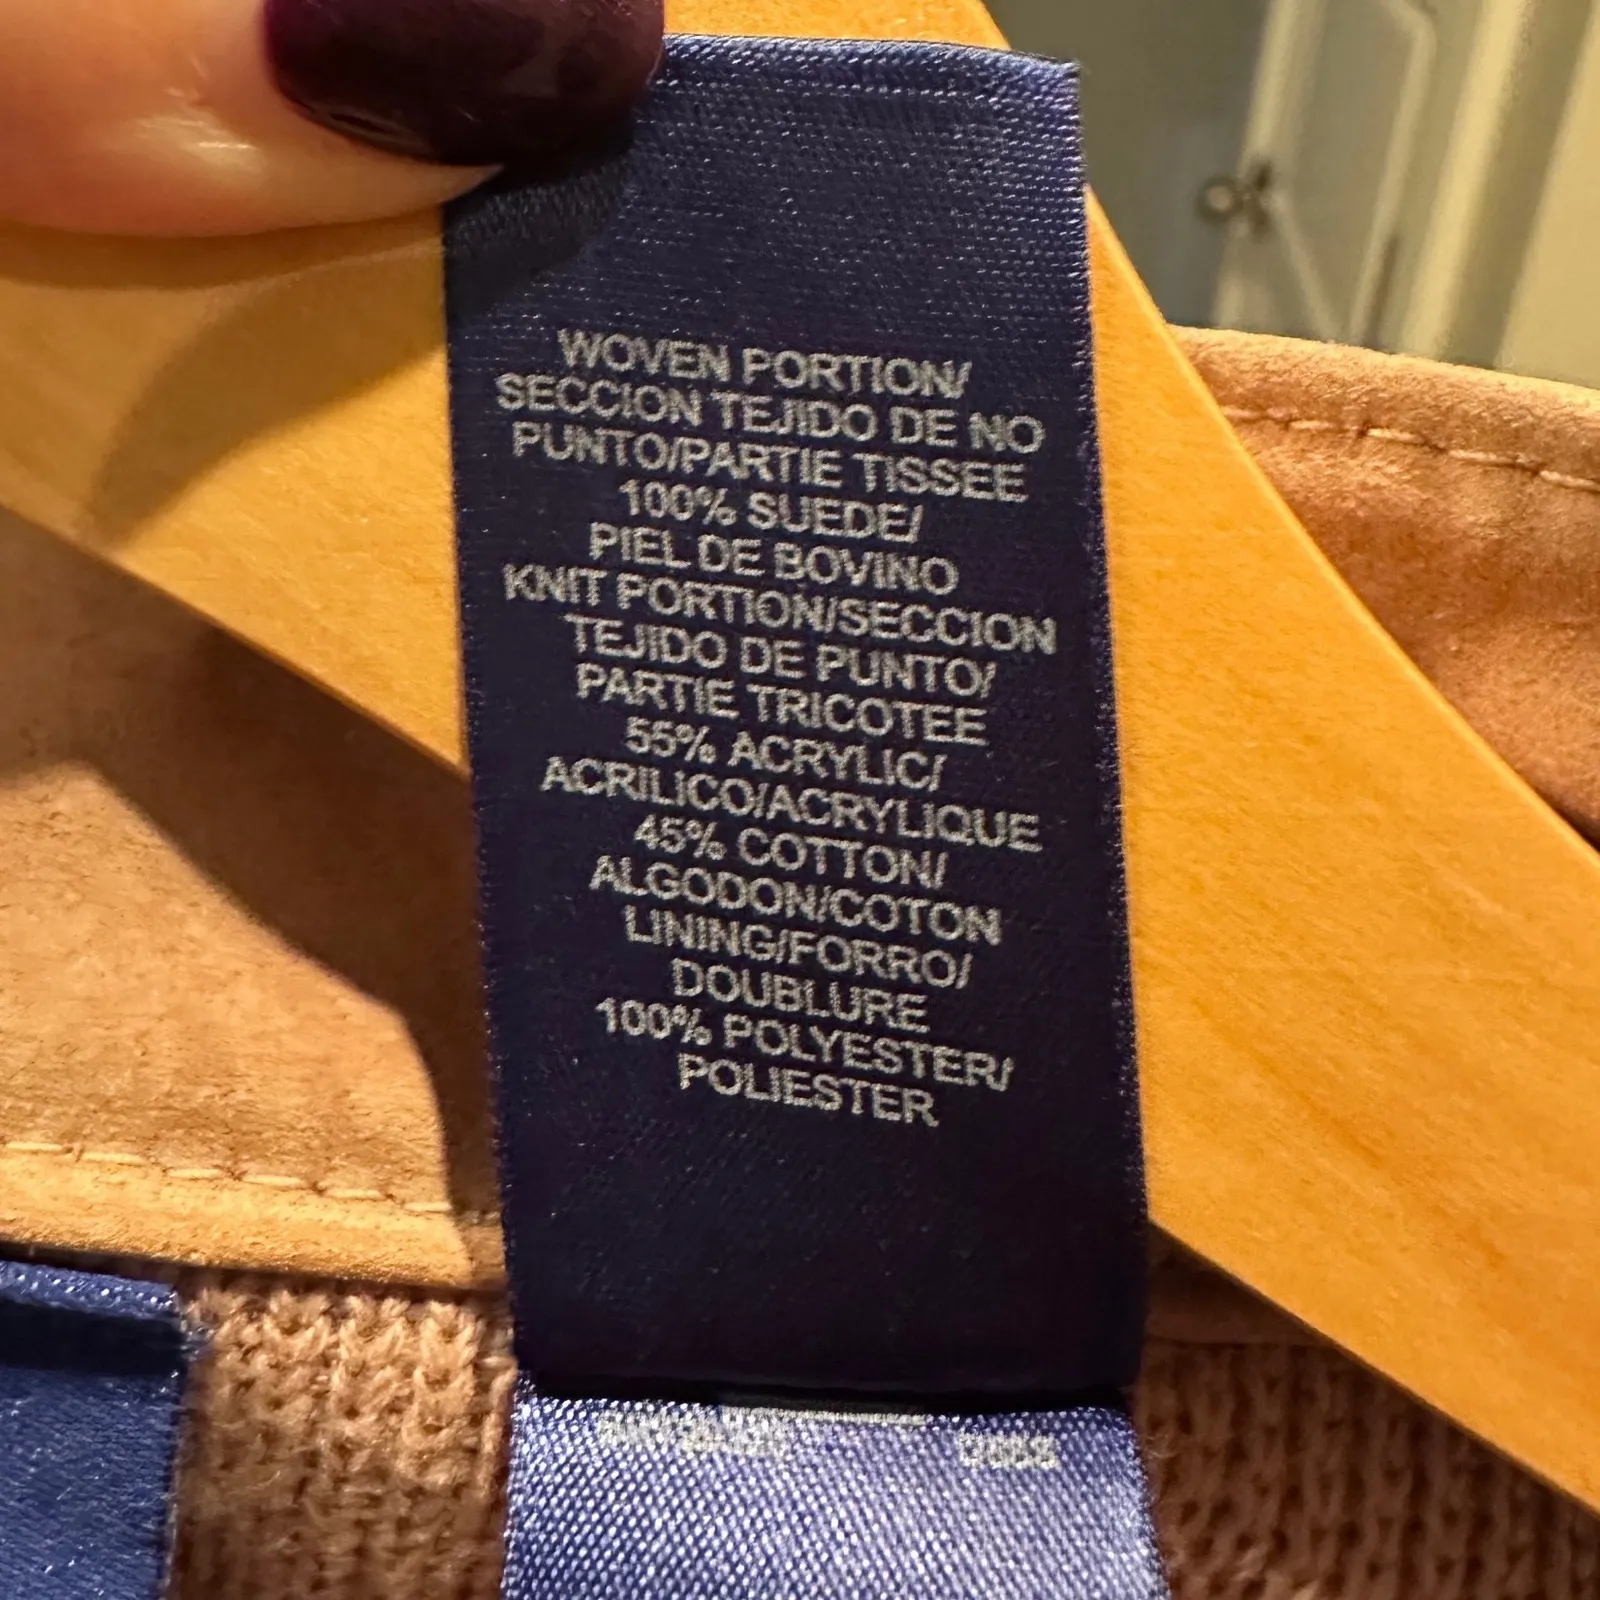 WOVEN PORTION/
SECCION TEJIDO DE NO
PUNTO/PARTIE TISSEE
100% SUEDE/
PIEL DE BOVINO
KNIT PORTION/SECCION
TEJIDO DE PUNTO/
PARTIE TRICOTEE
55% ACRYLIC/
ACRILICO/ACRYLIQUE
45% COTTON/
ALGODON/COTON
LINING/FORRO/
DOUBLURE
100% POLYESTER/
POLIESTER